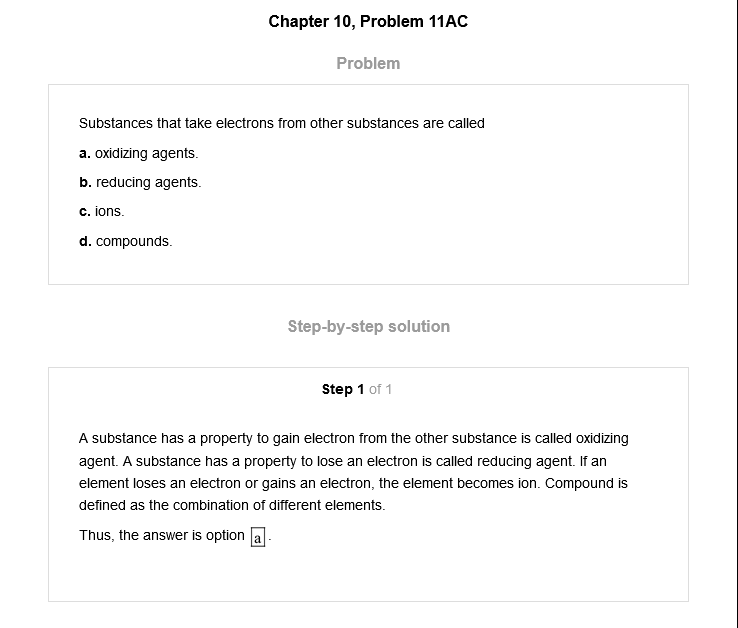 Chapter 10, Problem 11AC
Problem
Substances that take electrons from other substances are called
a. oxidizing agents.
b. reducing agents.
c. ions.
d. compounds.
Step-by-step solution
Step 1 of 1
A substance has a property to gain electron from the other substance is called oxidizing
agent. A substance has a property to lose an electron is called reducing agent. If an
element loses an electron or gains an electron, the element becomes ion. Compound is
defined as the combination of different elements.
Thus, the answer is option a.